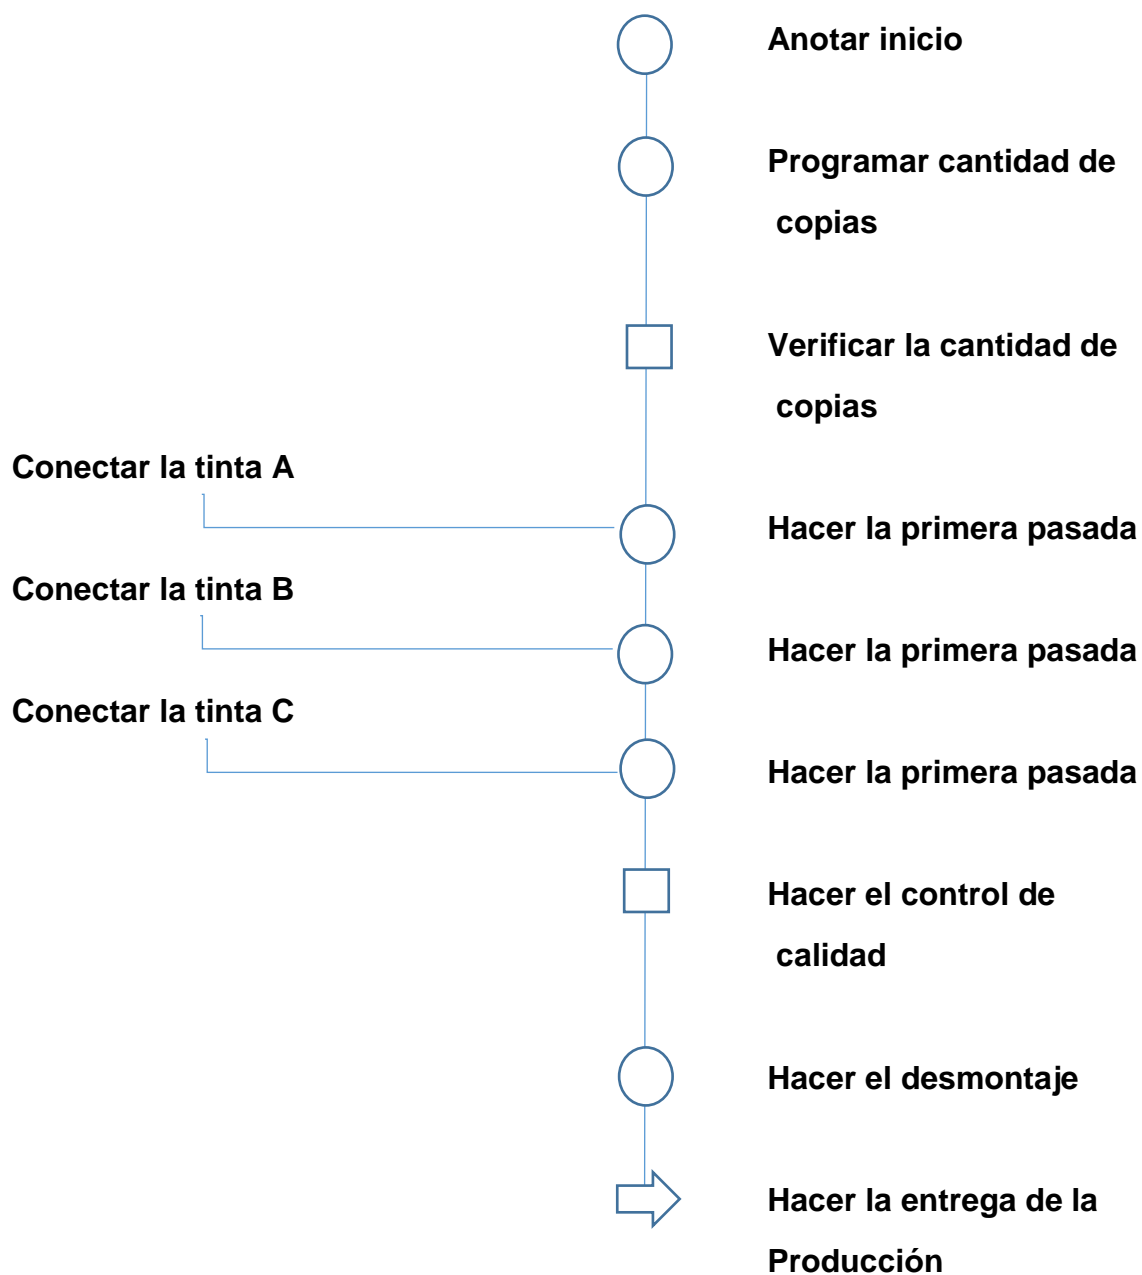 Anotar inicio
Programar cantidad de
copias
Verificar la cantidad de
copias
Conectar la tinta A
Hacer la primera pasada
Conectar la tinta B
Hacer la primera pasada
Conectar la tinta C
Hacer la primera pasada
Hacer el control de
calidad
Hacer el desmontaje
Hacer la entrega de la
Producción